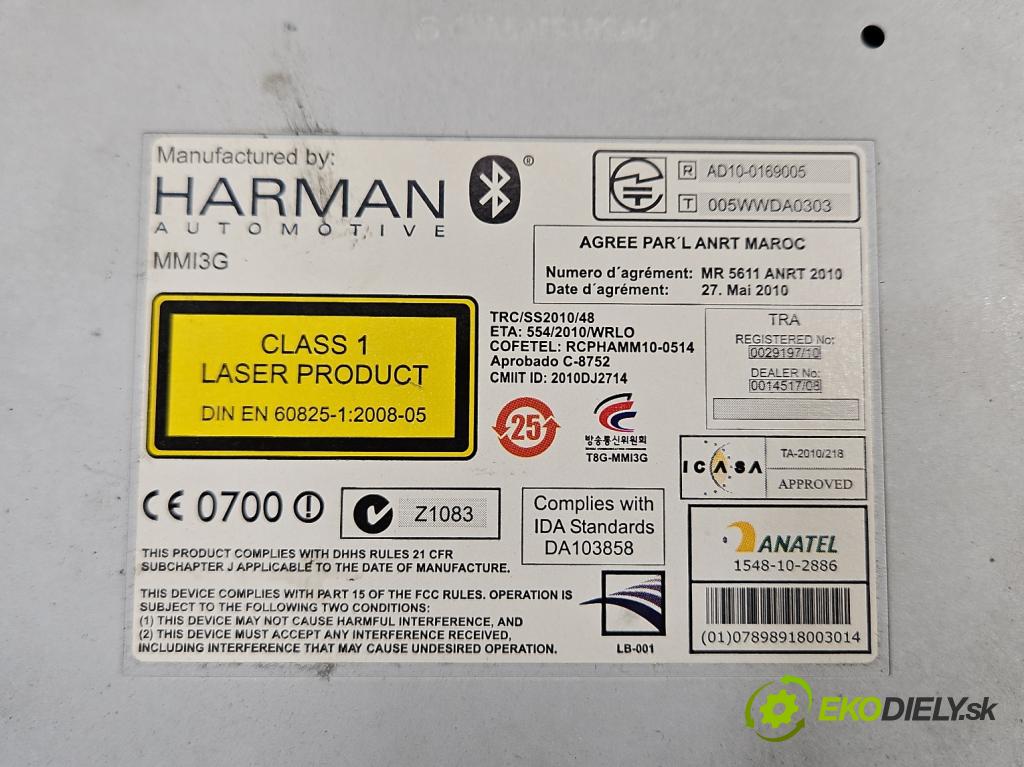 Manufactured by:
HARMAN
AUTOMOTIVE
MMI3G
®
R AD10-0169005
T 005WWDA0303
AGREE PAR´L ANRT MAROC
Numero d´agrément: MR 5611 ANRT 2010
Date d´agrément: 27. Mai 2010
CLASS 1
LASER PRODUCT
DIN EN 60825-1:2008-05
TRC/SS2010/48
ETA: 554/2010/WRLO
COFETEL: RCPHAMM10-0514
Aprobado C-8752
CMIIT ID: 2010DJ2714
TRA
REGISTERED No:
0029197/10
DEALER No:
0014517/08
25
방송통신위원회
T8G-MMI3G
ICASA
TA-2010/218
APPROVED
CE 0700
Z1083
Complies with
IDA Standards
DA103858
ANATEL
1548-10-2886
(01)07898918003014
THIS PRODUCT COMPLIES WITH DHHS RULES 21 CFR
SUBCHAPTER J APPLICABLE TO THE DATE OF MANUFACTURE.
THIS DEVICE COMPLIES WITH PART 15 OF THE FCC RULES. OPERATION IS
SUBJECT TO THE FOLLOWING TWO CONDITIONS:
(1) THIS DEVICE MAY NOT CAUSE HARMFUL INTERFERENCE, AND
(2) THIS DEVICE MUST ACCEPT ANY INTERFERENCE RECEIVED,
INCLUDING INTERFERENCE THAT MAY CAUSE UNDESIRED OPERATION.
LB-001
EKODIELY.sk